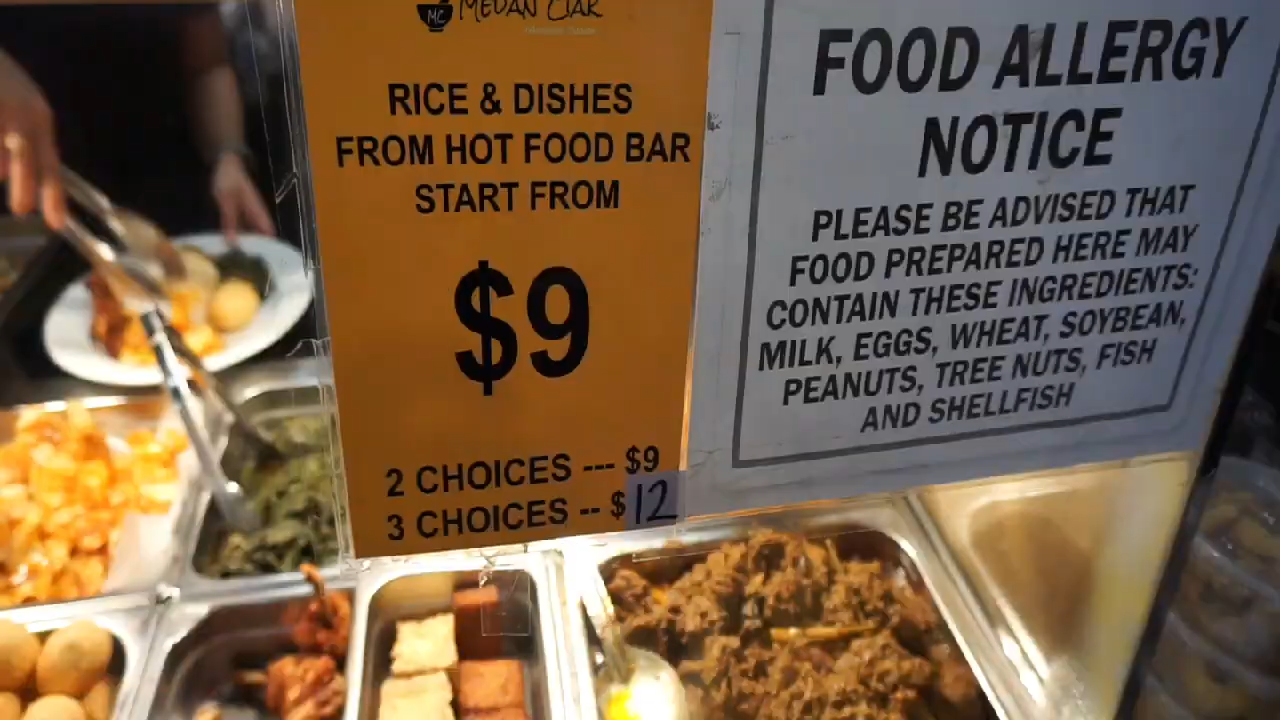 MC MEDAN CIAK
RICE & DISHES
FROM HOT FOOD BAR
START FROM
$9
2 CHOICES --- $9
3 CHOICES -- $12
FOOD ALLERGY
NOTICE
PLEASE BE ADVISED THAT
FOOD PREPARED HERE MAY
CONTAIN THESE INGREDIENTS:
MILK, EGGS, WHEAT, SOYBEAN,
PEANUTS, TREE NUTS, FISH
AND SHELLFISH